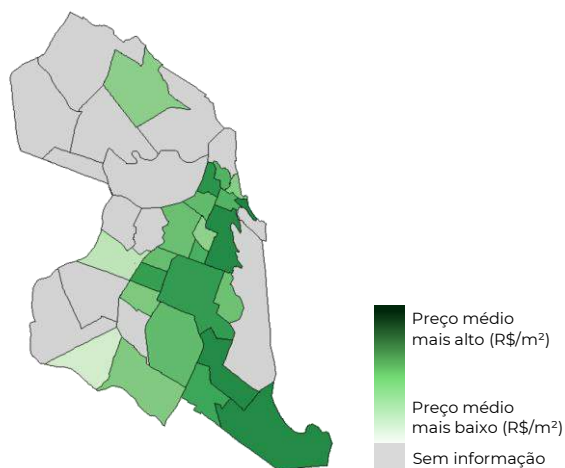 Preço médio
mais alto (R$/m²)
Preço médio
mais baixo (R$/m²)
Sem informação